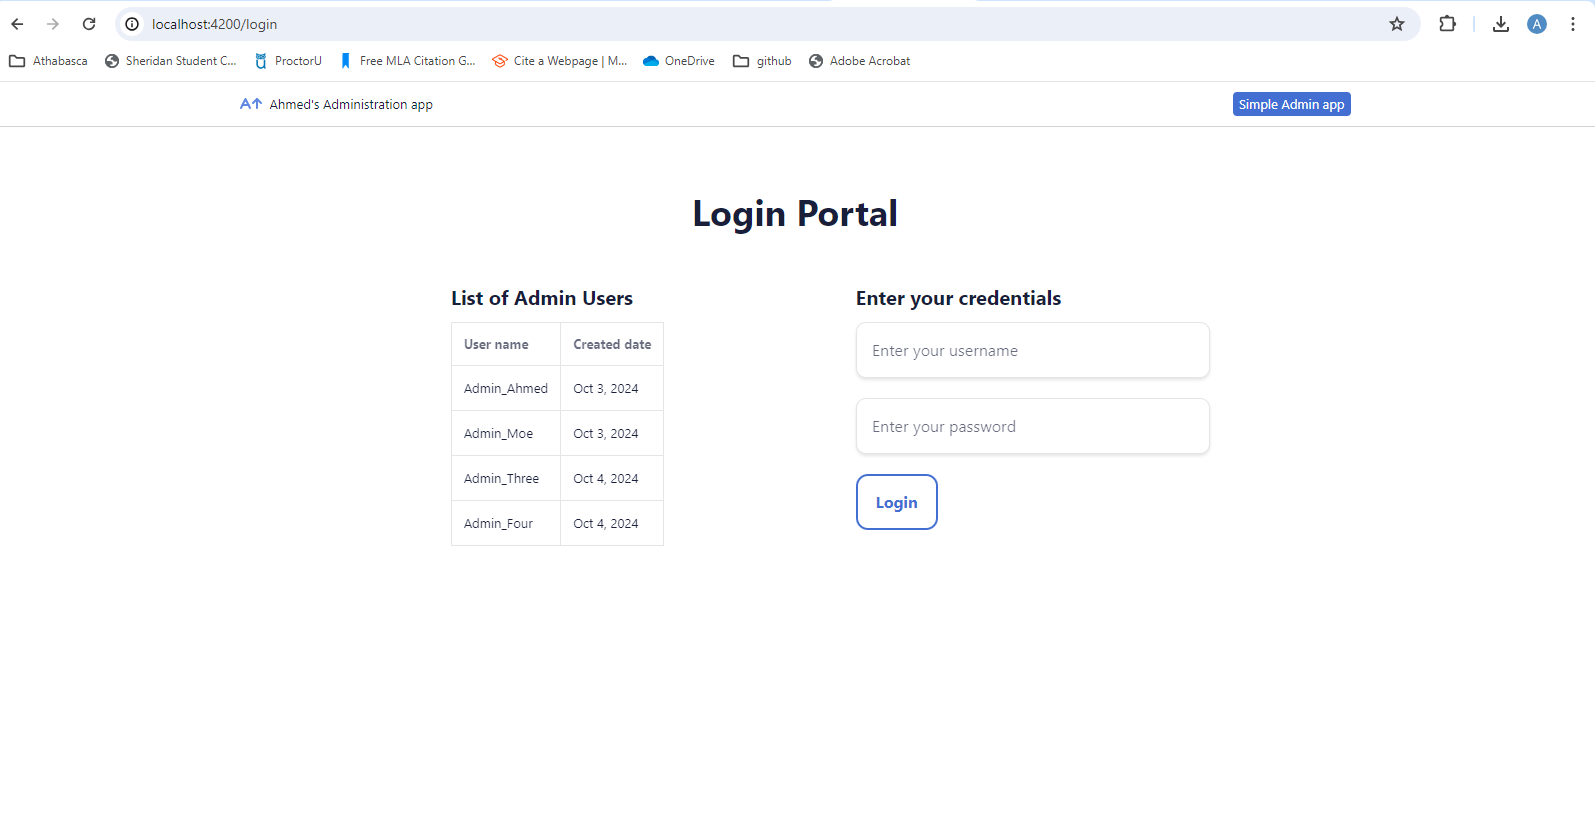 localhost:4200/login
A
Athabasca Sheridan Student C... ProctorU Free MLA Citation G... Cite a Webpage | M... OneDrive github Adobe Acrobat
A Ahmed's Administration app Simple Admin app
Login Portal
List of Admin Users
User name Created date
Admin_Ahmed Oct 3, 2024
Admin_Moe Oct 3, 2024
Admin_Three Oct 4, 2024
Admin_Four Oct 4, 2024
Enter your credentials
Enter your username
Enter your password
Login